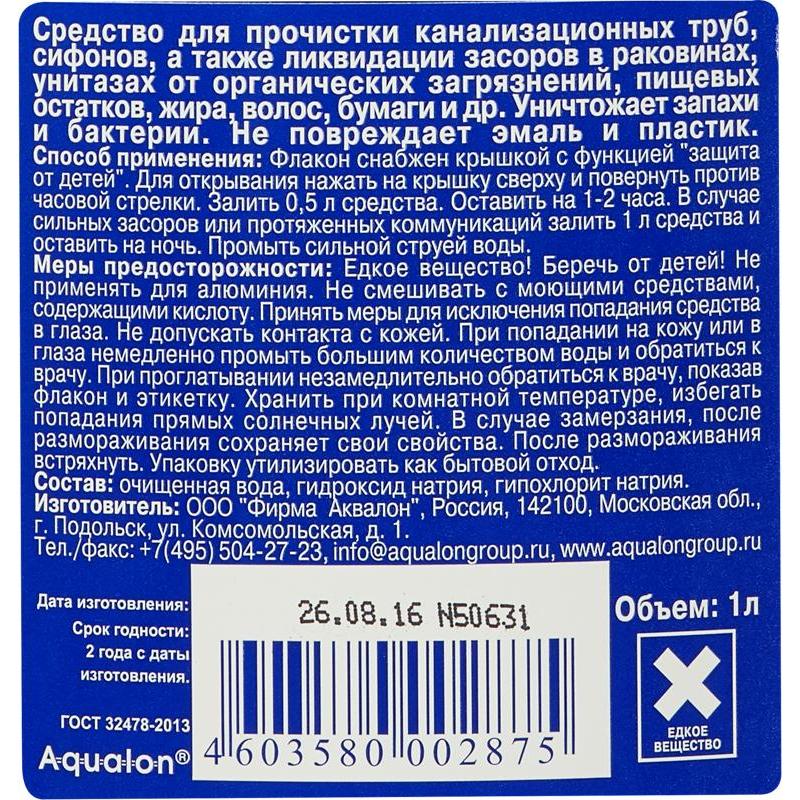 Средство для прочистки канализационных труб,
сифонов, а также ликвидации засоров в раковинах,
унитазах от органических загрязнений, пищевых
остатков, жира, волос, бумаги и др. Уничтожает запахи
и бактерии. Не повреждает эмаль и пластик.
Способ применения: Флакон снабжен крышкой с функцией "защита
от детей". Для открывания нажать на крышку сверху и повернуть против
часовой стрелки. Залить 0,5 л средства. Оставить на 1-2 часа. В случае
сильных засоров или протяженных коммуникаций залить 1 л средства и
оставить на ночь. Промыть сильной струей воды.
Меры предосторожности: Едкое вещество! Беречь от детей! Не
применять для алюминия. Не смешивать с моющими средствами,
содержащими кислоту. Принять меры для исключения попадания средства
в глаза. Не допускать контакта с кожей. При попадании на кожу или в
глаза немедленно промыть большим количеством воды и обратиться к
врачу. При проглатывании незамедлительно обратиться к врачу, показав
флакон и этикетку. Хранить при комнатной температуре, избегать
попадания прямых солнечных лучей. В случае замерзания, после
размораживания сохраняет свои свойства. После размораживания
встряхнуть. Упаковку утилизировать как бытовой отход.
Состав: очищенная вода, гидроксид натрия, гипохлорит натрия.
Изготовитель: ООО "Фирма Аквалон", Россия, 142100, Московская обл.,
г. Подольск, ул. Комсомольская, д. 1.
Тел./факс: +7(495) 504-27-23, info@aqualongroup.ru, www.aqualongroup.ru
Дата изготовления: 26.08.16 N50631
Срок годности:
2 года с даты
изготовления.
Объем: 1л
ЕДКОЕ
ВЕЩЕСТВО
ГОСТ 32478-2013
Aqualon®
4 603580 002875